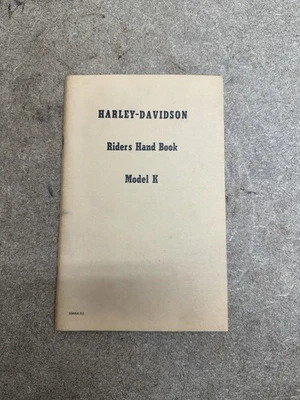 HARLEY-DAVIDSON
Riders Hand Book
Model K